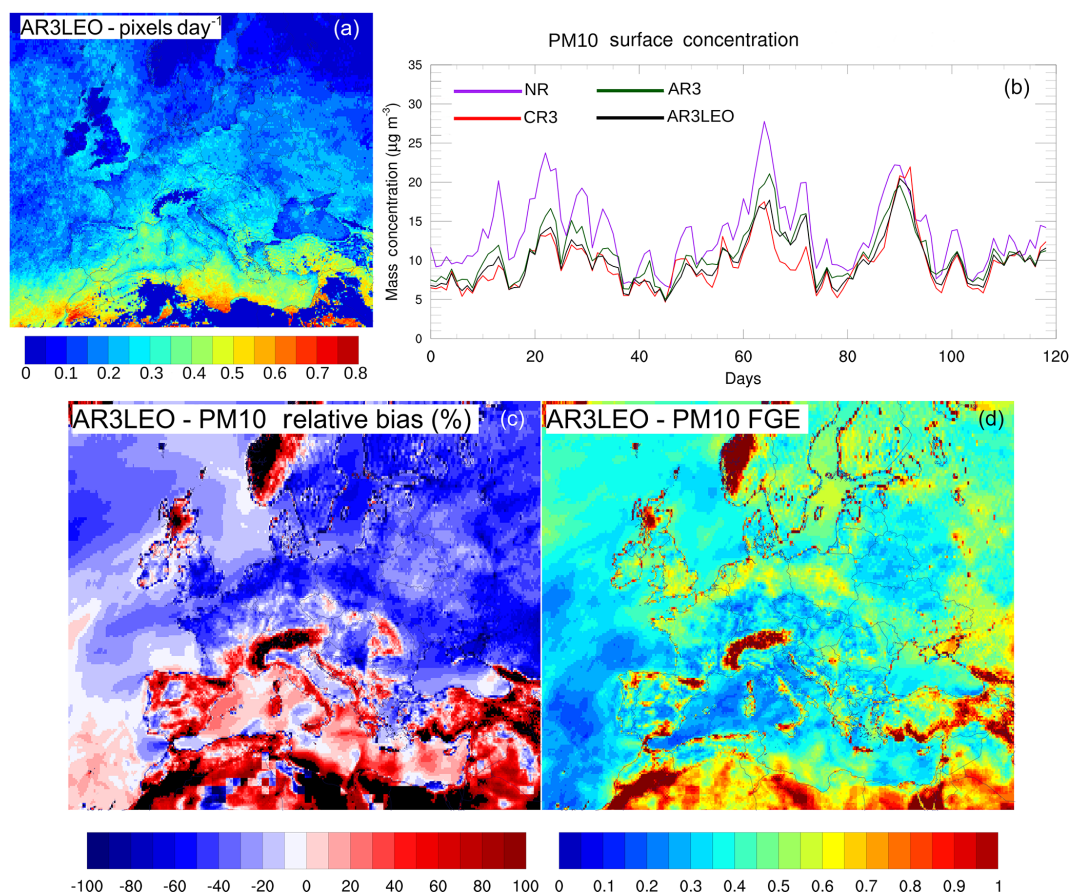 AR3LEO - pixels day-1 (a)
0 0.1 0.2 0.3 0.4 0.5 0.6 0.7 0.8
PM10 surface concentration
(b)
NR AR3
CR3 AR3LEO
Mass concentration (µg m-3)
35
30
25
20
15
10
5
0
0 20 40 60 80 100 120
Days
AR3LEO - PM10 relative bias (%) (c)
-100 -80 -60 -40 -20 0 20 40 60 80 100
AR3LEO - PM10 FGE (d)
0 0.1 0.2 0.3 0.4 0.5 0.6 0.7 0.8 0.9 1